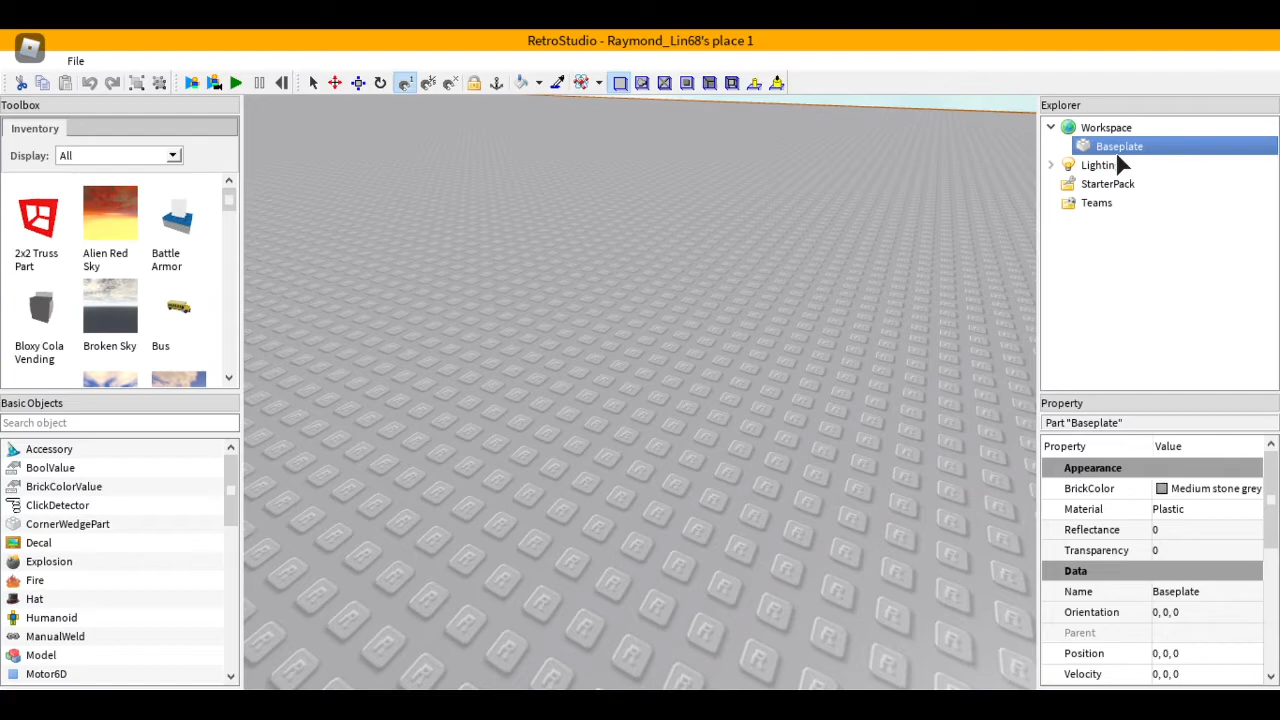 RetroStudio - Raymond_Lin68's place 1
File
Toolbox
Inventory
Display: All
2x2 Truss Part
Alien Red Sky
Battle Armor
Bloxy Cola Vending
Broken Sky
Bus
Basic Objects
Search object
Accessory
BoolValue
BrickColorValue
ClickDetector
CornerWedgePart
Decal
Explosion
Fire
Hat
Humanoid
ManualWeld
Model
Motor6D
Explorer
Workspace
Baseplate
Lightin
StarterPack
Teams
Property
Part "Baseplate"
Property Value
Appearance
BrickColor Medium stone grey
Material Plastic
Reflectance 0
Transparency 0
Data
Name Baseplate
Orientation 0, 0, 0
Parent
Position 0, 0, 0
Velocity 0, 0, 0